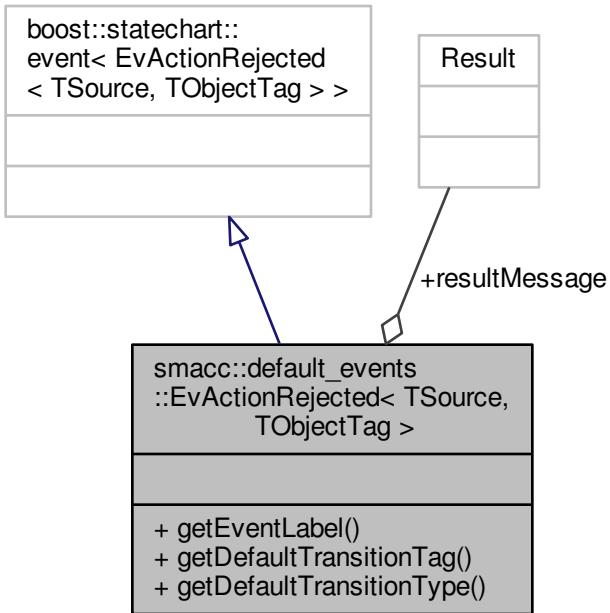 boost::statechart::
event< EvActionRejected
< TSource, TObjectTag > >
Result
+resultMessage
smacc::default_events
::EvActionRejected< TSource,
TObjectTag >
+ getEventLabel()
+ getDefaultTransitionTag()
+ getDefaultTransitionType()